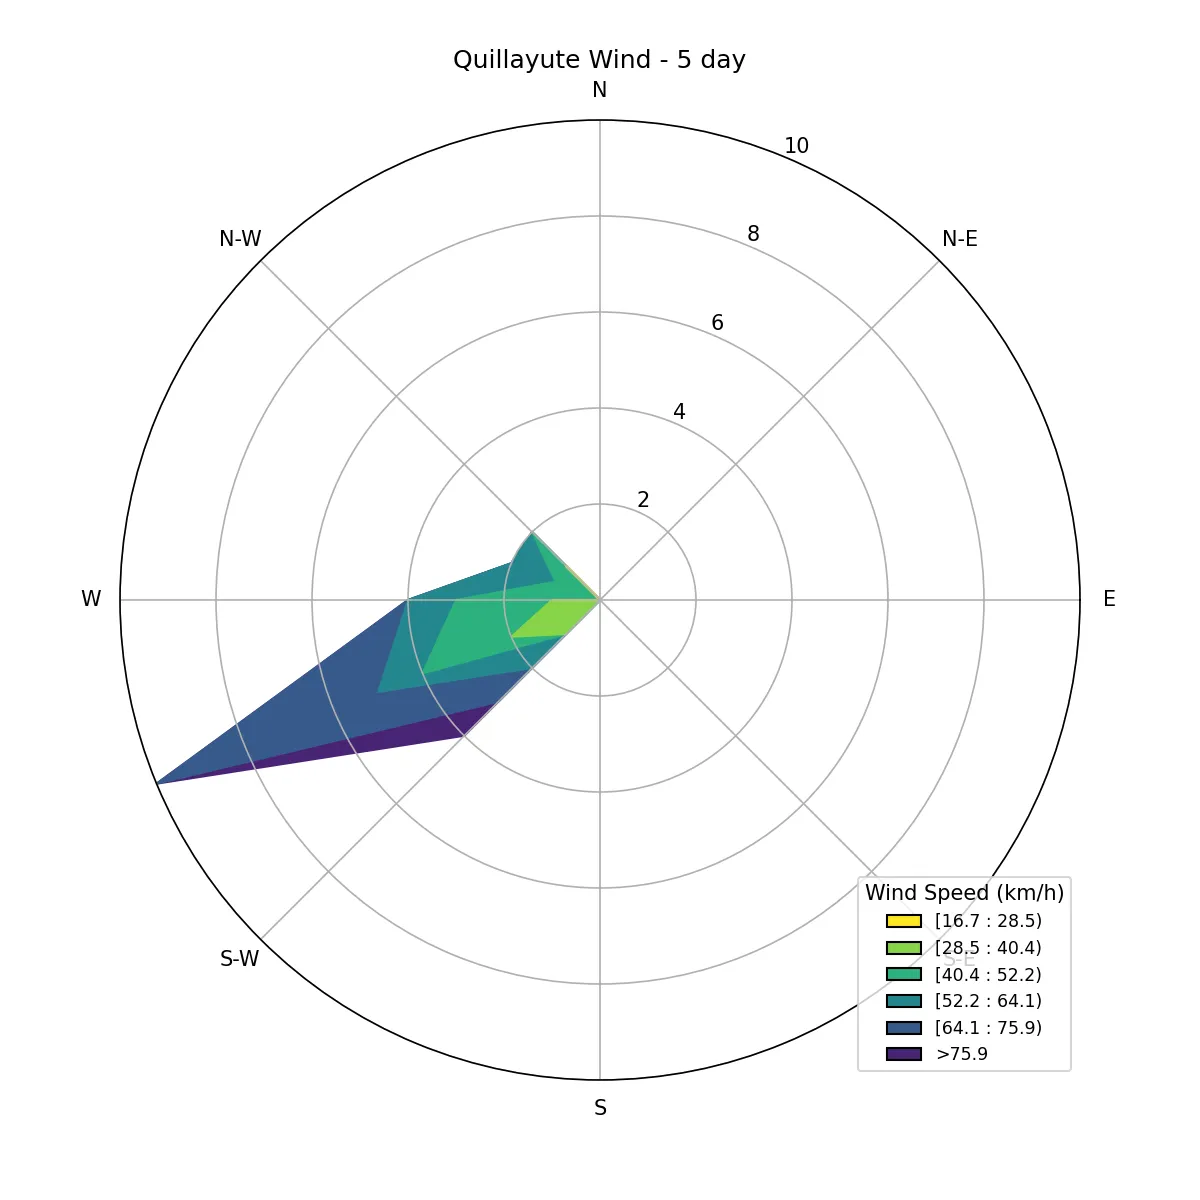 Quillayute Wind - 5 day
N
10
N-W
8
N-E
6
4
2
W
E
S-W
S-E
S
Wind Speed (km/h)
[16.7 : 28.5)
[28.5 : 40.4)
[40.4 : 52.2)
[52.2 : 64.1)
[64.1 : 75.9)
>75.9